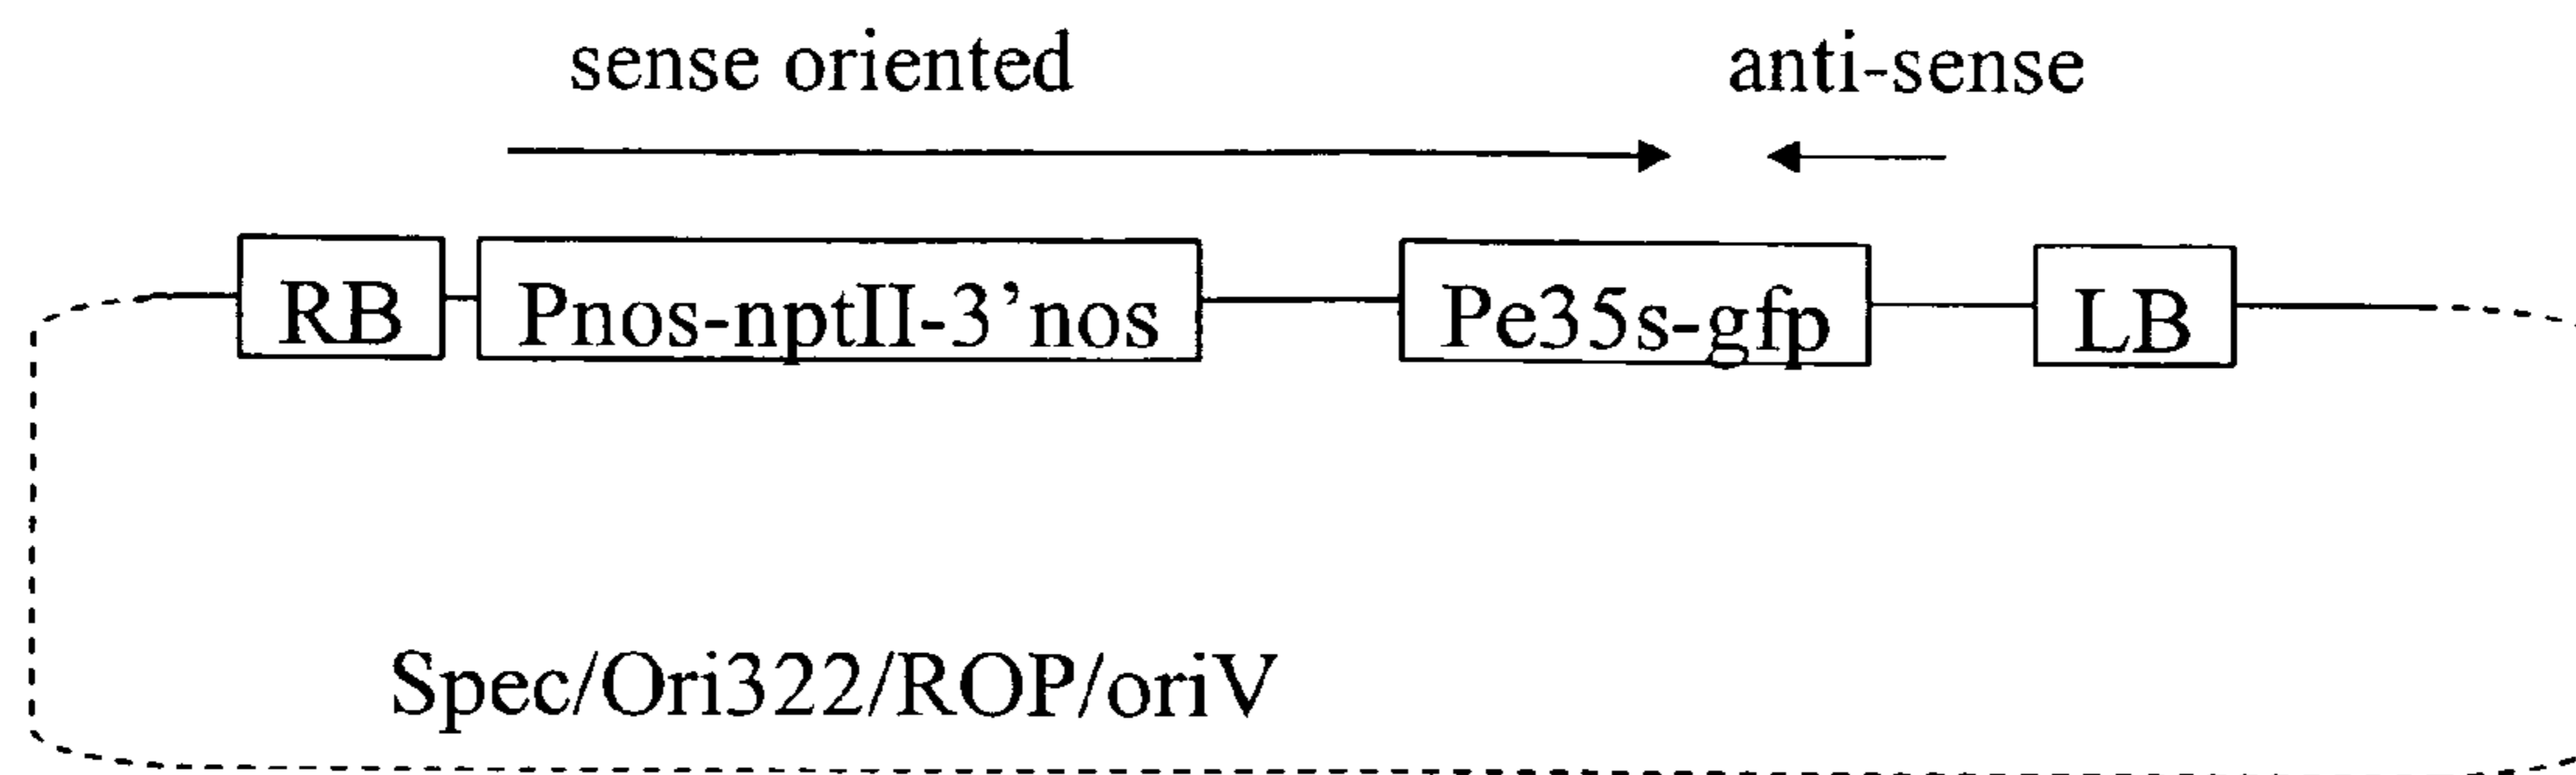 sense oriented anti-sense
RB Pnos-nptII-3’nos Pe35s-gfp LB
Spec/Ori322/ROP/oriV